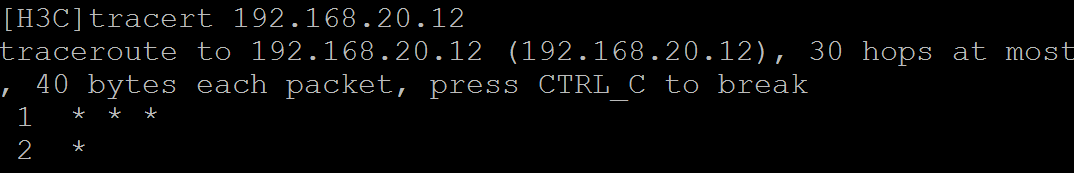 [H3C]tracert 192.168.20.12
traceroute to 192.168.20.12 (192.168.20.12), 30 hops at most
, 40 bytes each packet, press CTRL_C to break
 1  * * *
 2  *